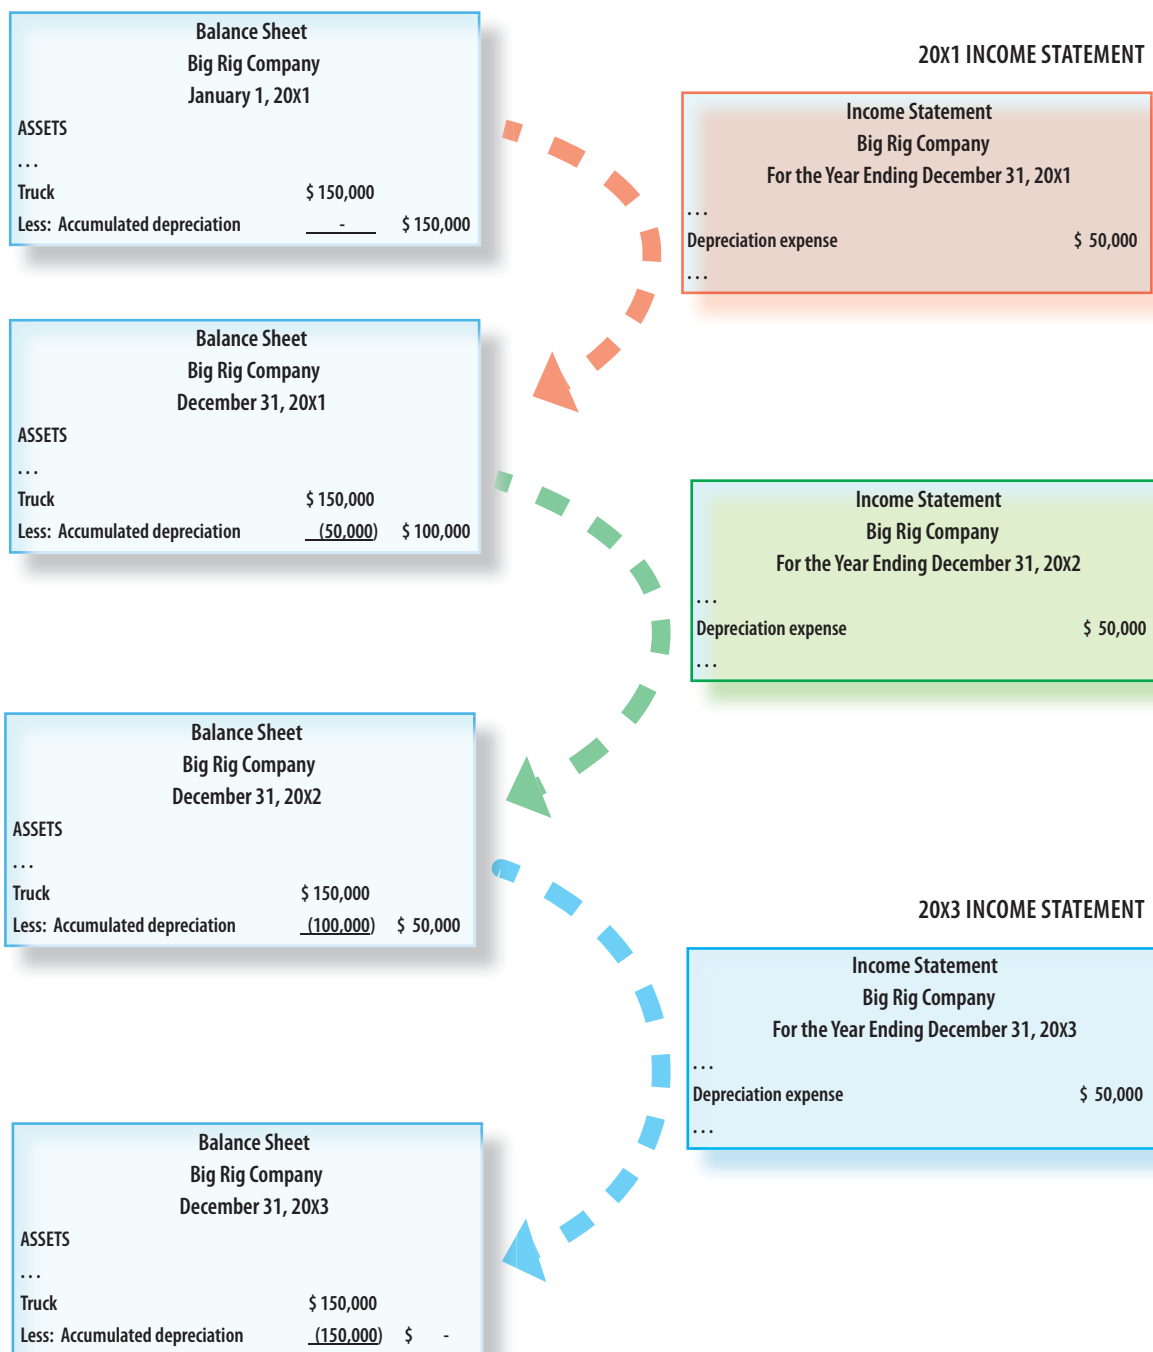 Balance Sheet
Big Rig Company
January 1, 20X1
ASSETS
...
Truck $ 150,000
Less: Accumulated depreciation - $ 150,000
20X1 INCOME STATEMENT
Income Statement
Big Rig Company
For the Year Ending December 31, 20X1
...
Depreciation expense $ 50,000
...
Balance Sheet
Big Rig Company
December 31, 20X1
ASSETS
...
Truck $ 150,000
Less: Accumulated depreciation (50,000) $ 100,000
Income Statement
Big Rig Company
For the Year Ending December 31, 20X2
...
Depreciation expense $ 50,000
...
Balance Sheet
Big Rig Company
December 31, 20X2
ASSETS
...
Truck $ 150,000
Less: Accumulated depreciation (100,000) $ 50,000
20X3 INCOME STATEMENT
Income Statement
Big Rig Company
For the Year Ending December 31, 20X3
...
Depreciation expense $ 50,000
...
Balance Sheet
Big Rig Company
December 31, 20X3
ASSETS
...
Truck $ 150,000
Less: Accumulated depreciation (150,000) $ -